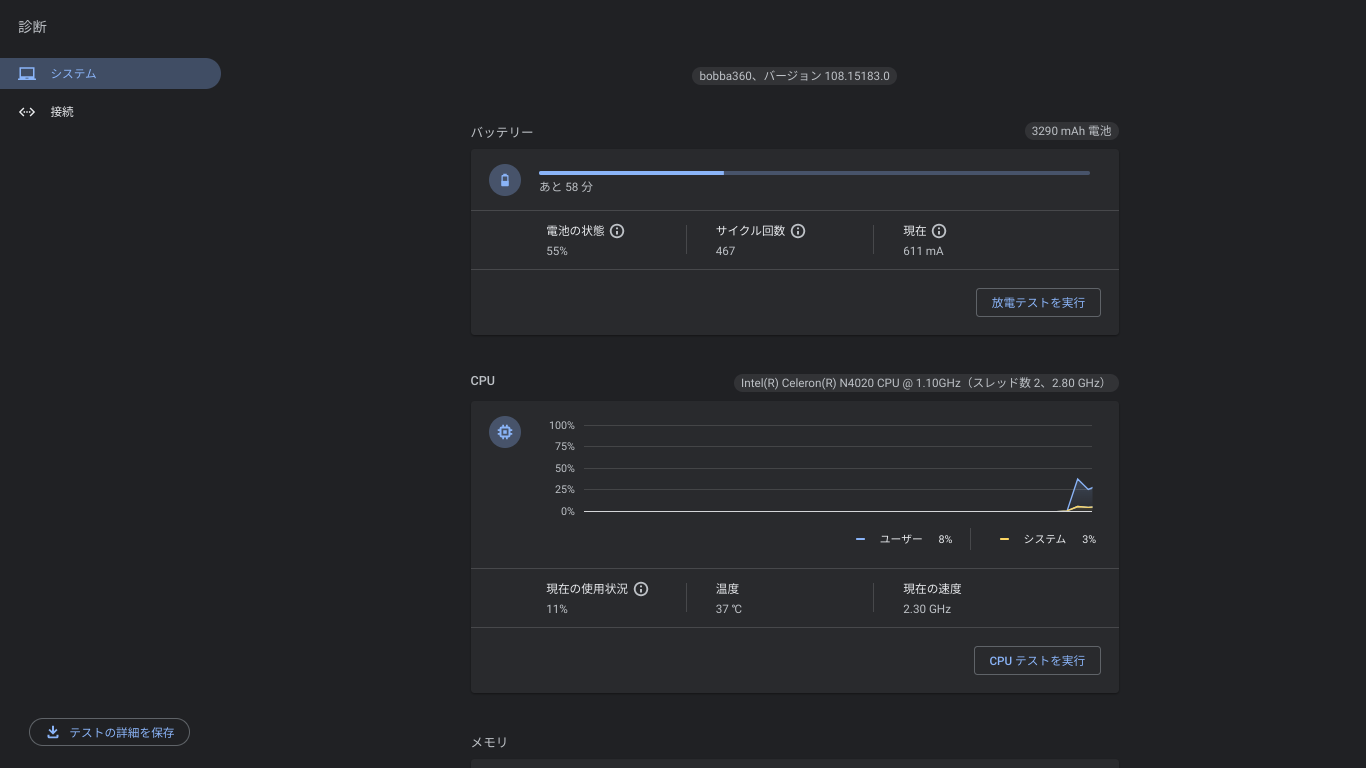 診断
システム
接続
テストの詳細を保存
bobba360、バージョン 108.15183.0
バッテリー
3290 mAh 電池
あと 58 分
電池の状態
55%
サイクル回数
467
現在
611 mA
放電テストを実行
CPU
Intel(R) Celeron(R) N4020 CPU @ 1.10GHz（スレッド数 2、2.80 GHz）
100%
75%
50%
25%
0%
ユーザー 8%
システム 3%
現在の使用状況
11%
温度
37 ℃
現在の速度
2.30 GHz
CPU テストを実行
メモリ